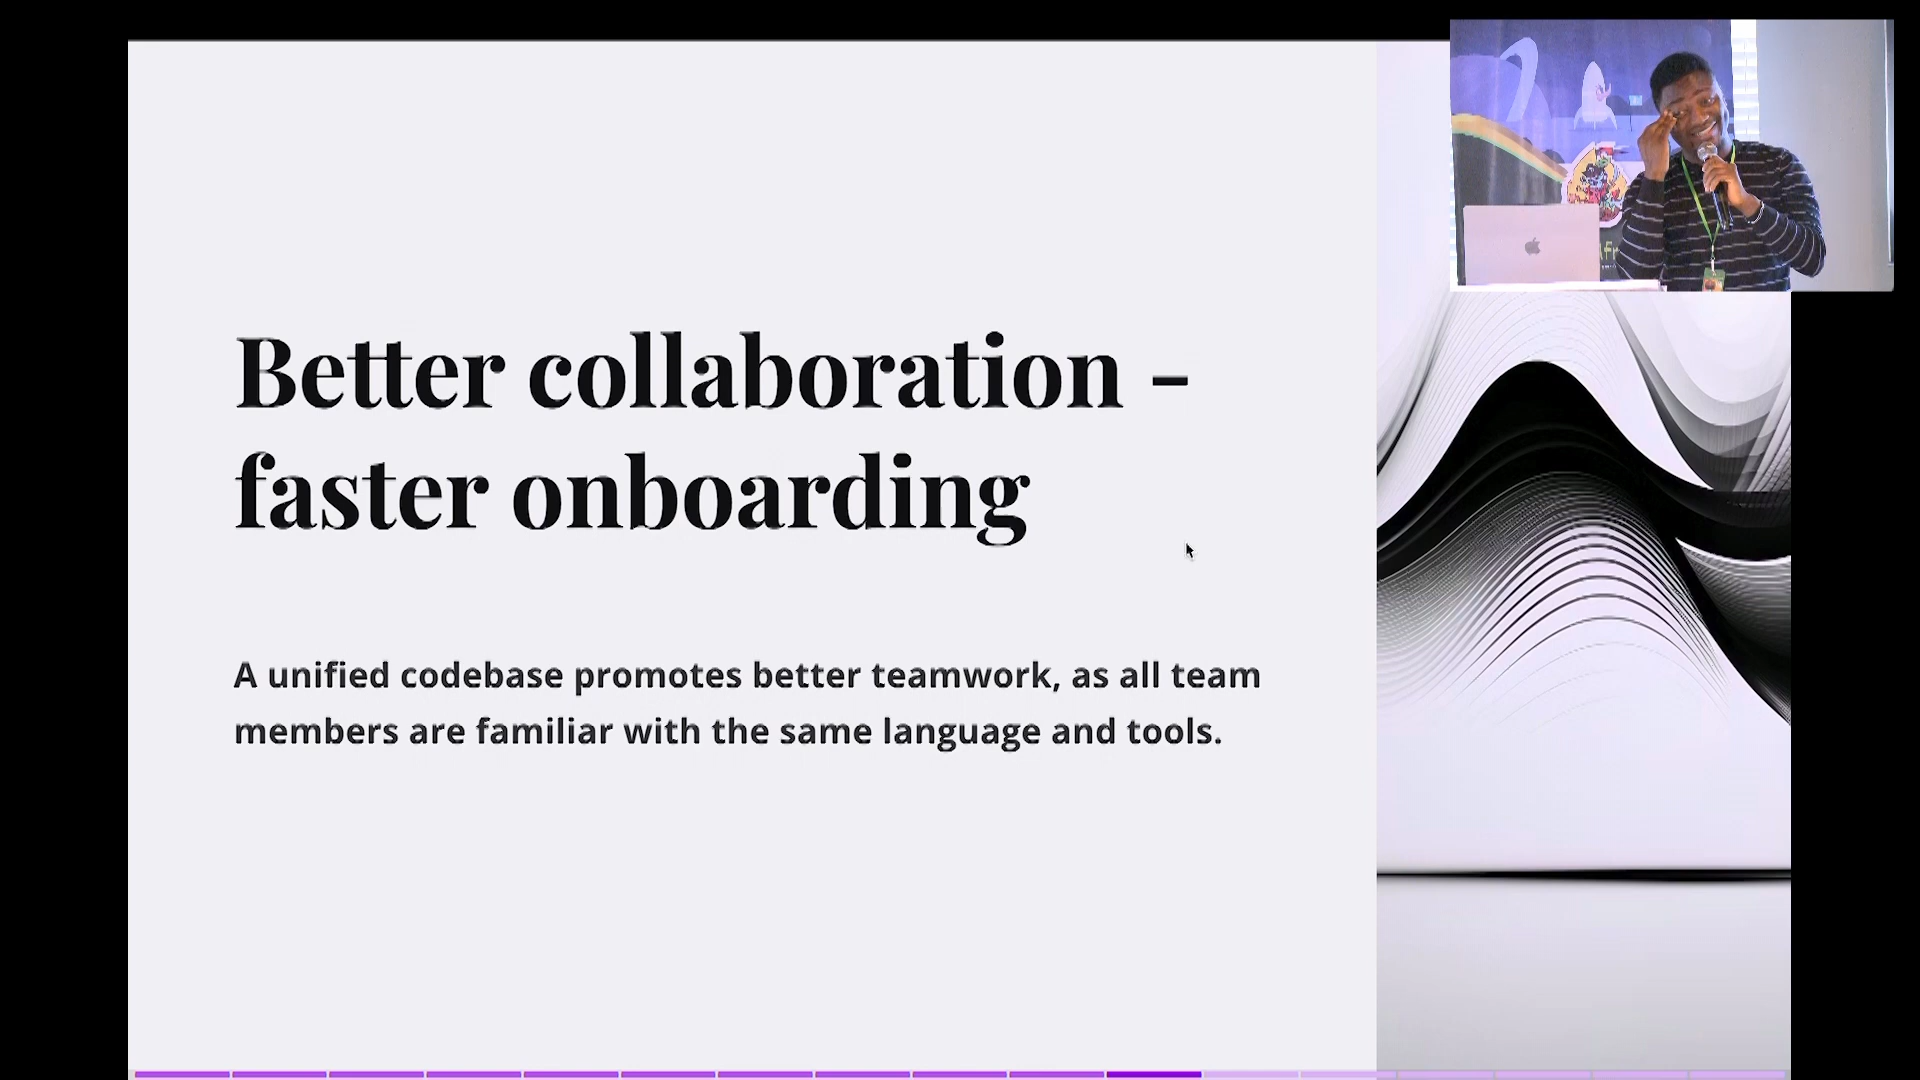 Better collaboration -
faster onboarding
A unified codebase promotes better teamwork, as all team
members are familiar with the same language and tools.